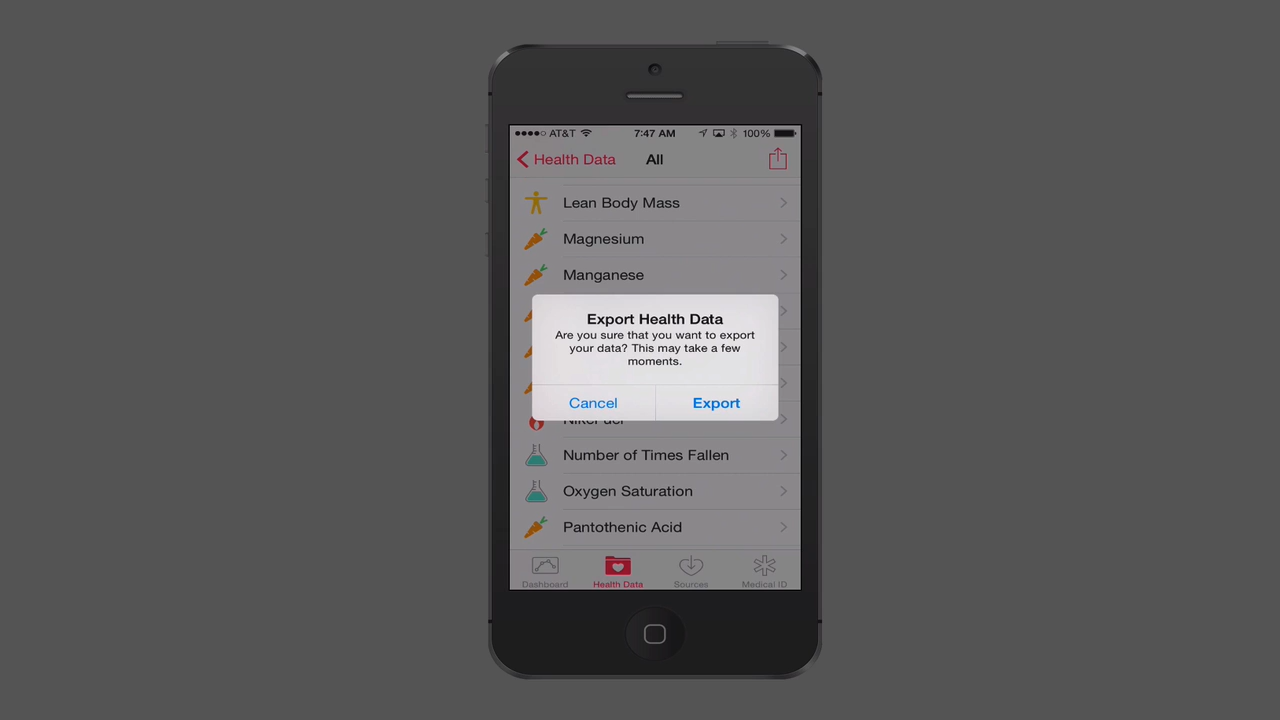 AT&T 7:47 AM 100%
Health Data All
Lean Body Mass
Magnesium
Manganese
Export Health Data
Are you sure that you want to export
your data? This may take a few
moments.
Cancel Export
NikeFuel
Number of Times Fallen
Oxygen Saturation
Pantothenic Acid
Dashboard Health Data Sources Medical ID